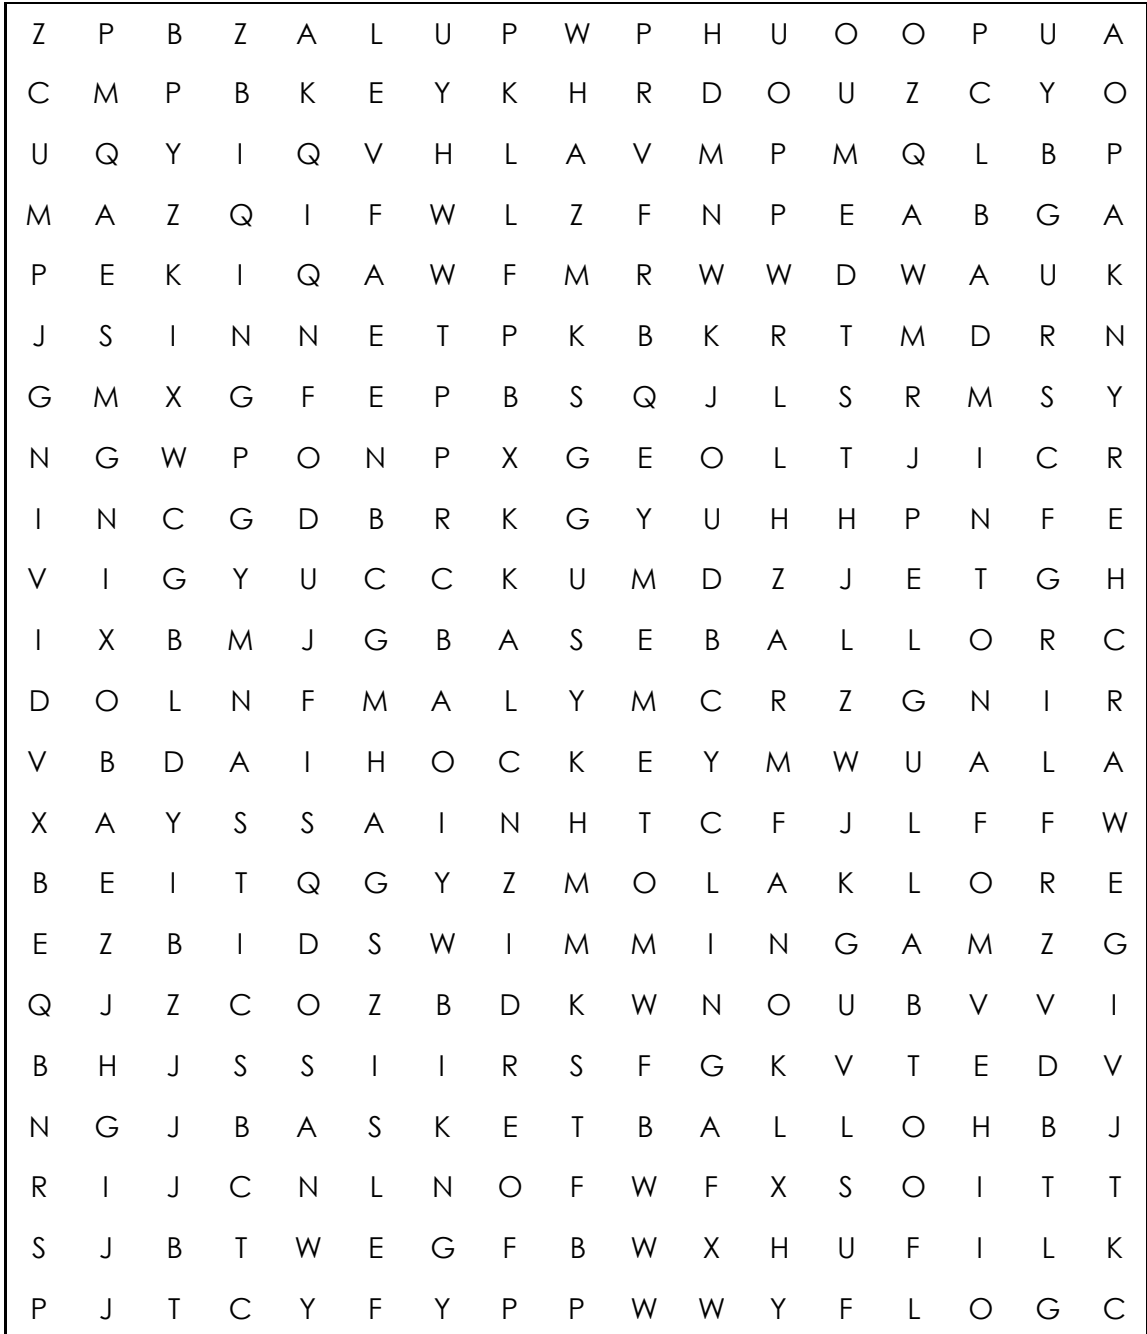 Z P B Z A L U P W P H U O O P U A
C M P B K E Y K H R D O U Z C Y O
U Q Y I Q V H L A V M P M Q L B P
M A Z Q I F W L Z F N P E A B G A
P E K I Q A W F M R W W D W A U K
J S I N N E T P K B K R T M D R N
G M X G F E P B S Q J L S R M S Y
N G W P O N P X G E O L T J I C R
I N C G D B R K G Y U H H P N F E
V I G Y U C C K U M D Z J E T G H
I X B M J G B A S E B A L L O R C
D O L N F M A L Y M C R Z G N I R
V B D A I H O C K E Y M W U A L A
X A Y S S A I N H T C F J L F F W
B E I T Q G Y Z M O L A K L O R E
E Z B I D S W I M M I N G A M Z G
Q J Z C O Z B D K W N O U B V V I
B H J S S I I R S F G K V T E D V
N G J B A S K E T B A L L O H B J
R I J C N L N O F W F X S O I T T
S J B T W E G F B W X H U F I L K
P J T C Y F Y P P W W Y F L O G C